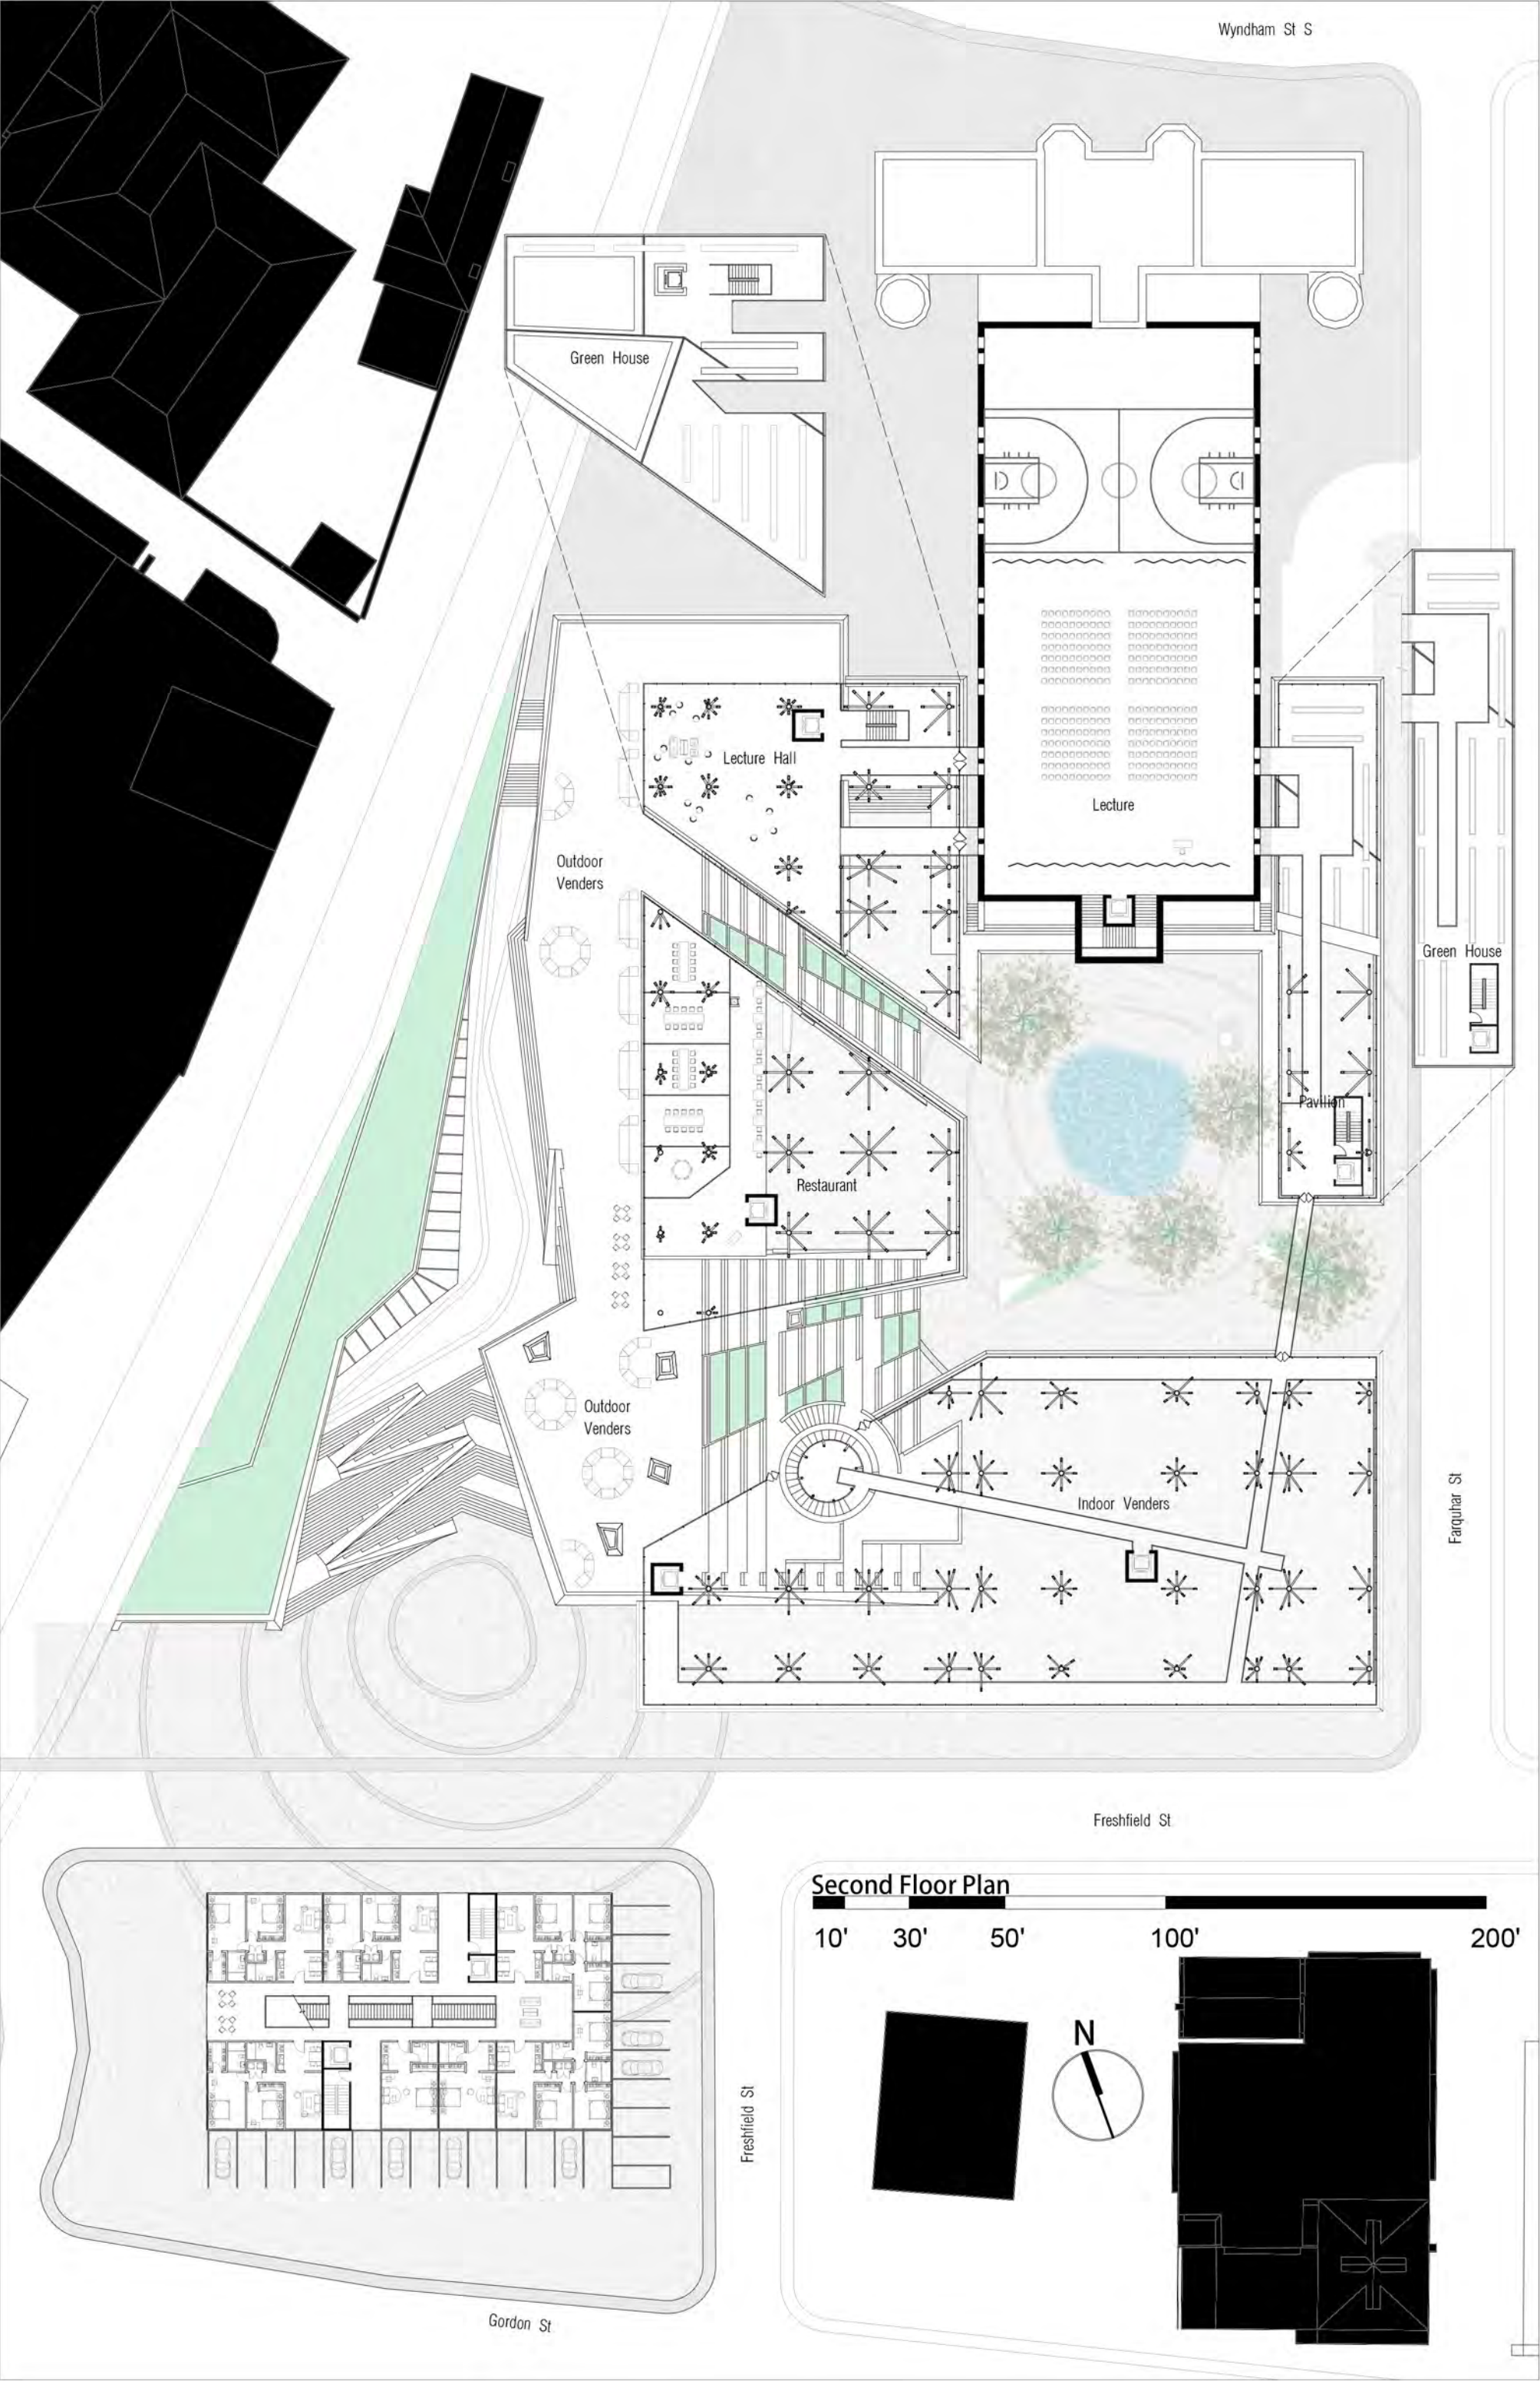 Wyndham St S
Green House
Lecture Hall
Lecture
Outdoor
Venders
Green House
Pavilion
Restaurant
Outdoor
Venders
Indoor Venders
Farquhar St
Freshfield St
Second Floor Plan
10' 30' 50' 100' 200'
N
Freshfield St
Gordon St